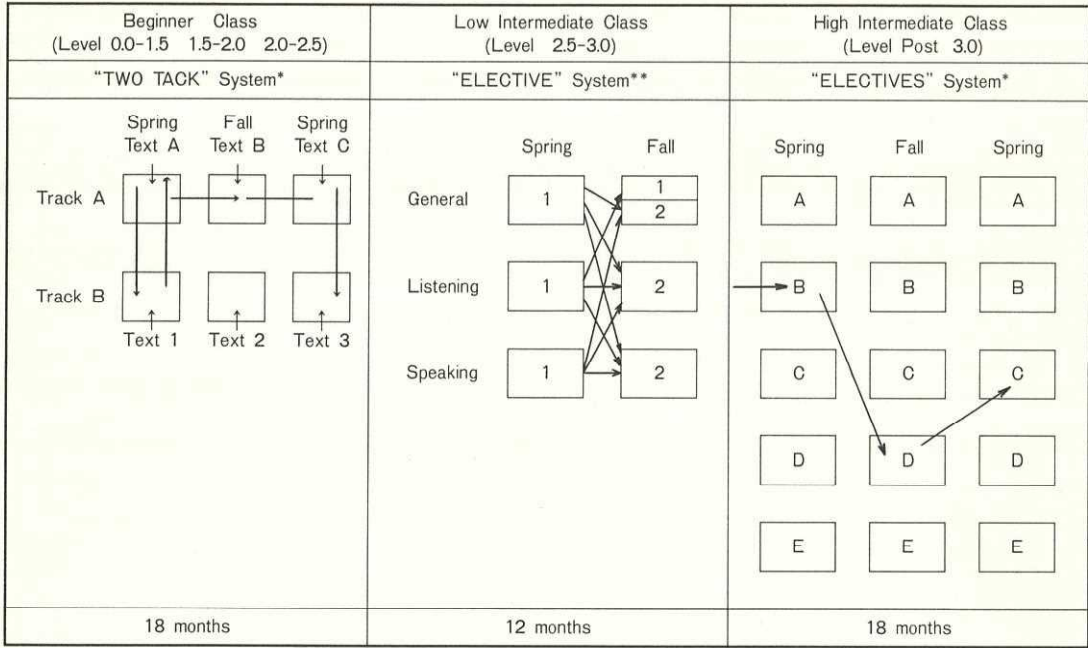 Beginner Class
(Level 0.0-1.5 1.5-2.0 2.0-2.5)
"TWO TACK" System*
Spring Fall Spring
Text A Text B Text C
Track A
Track B
Text 1 Text 2 Text 3
18 months
Low Intermediate Class
(Level 2.5-3.0)
"ELECTIVE" System**
Spring Fall
General 1 1
2
Listening 1 2
Speaking 1 2
12 months
High Intermediate Class
(Level Post 3.0)
"ELECTIVES" System*
Spring Fall Spring
A A A
B B B
C C C
D D D
E E E
18 months